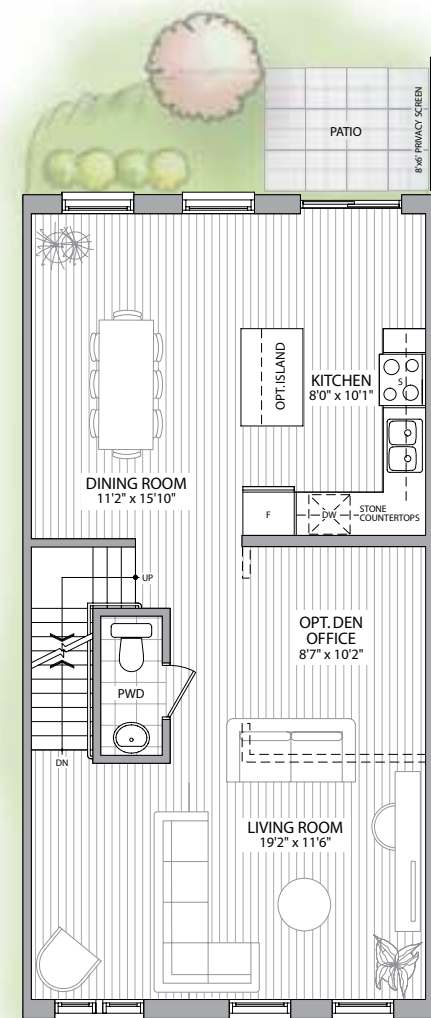 PATIO
8'x6' PRIVACY SCREEN
OPT. ISLAND
KITCHEN
8'0" x 10'1"
S
DINING ROOM
11'2" x 15'10"
F
DW
STONE
COUNTERTOPS
UP
OPT. DEN
OFFICE
8'7" x 10'2"
PWD
DN
LIVING ROOM
19'2" x 11'6"